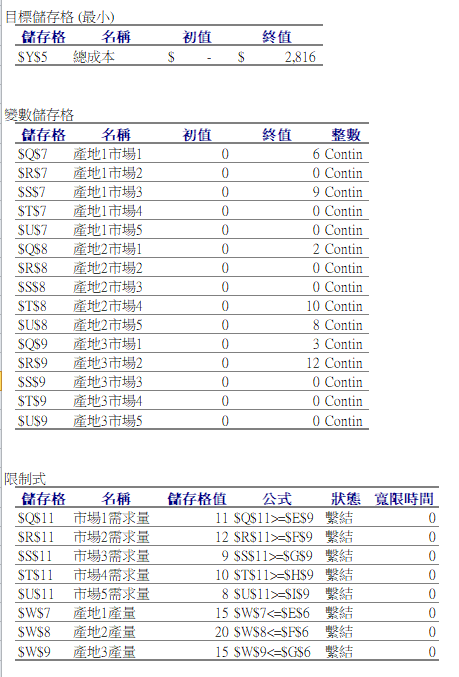 目標儲存格 (最小)
儲存格 名稱 初值 終值
$Y$5 總成本 $ - $ 2,816
變數儲存格
儲存格 名稱 初值 終值 整數
$Q$7 產地1市場1 0 6 Contin
$R$7 產地1市場2 0 0 Contin
$S$7 產地1市場3 0 9 Contin
$T$7 產地1市場4 0 0 Contin
$U$7 產地1市場5 0 0 Contin
$Q$8 產地2市場1 0 2 Contin
$R$8 產地2市場2 0 0 Contin
$S$8 產地2市場3 0 0 Contin
$T$8 產地2市場4 0 10 Contin
$U$8 產地2市場5 0 8 Contin
$Q$9 產地3市場1 0 3 Contin
$R$9 產地3市場2 0 12 Contin
$S$9 產地3市場3 0 0 Contin
$T$9 產地3市場4 0 0 Contin
$U$9 產地3市場5 0 0 Contin
限制式
儲存格 名稱 儲存格值 公式 狀態 寬限時間
$Q$11 市場1需求量 11 $Q$11>=$E$9 繫結 0
$R$11 市場2需求量 12 $R$11>=$F$9 繫結 0
$S$11 市場3需求量 9 $S$11>=$G$9 繫結 0
$T$11 市場4需求量 10 $T$11>=$H$9 繫結 0
$U$11 市場5需求量 8 $U$11>=$I$9 繫結 0
$W$7 產地1產量 15 $W$7<=$E$6 繫結 0
$W$8 產地2產量 20 $W$8<=$F$6 繫結 0
$W$9 產地3產量 15 $W$9<=$G$6 繫結 0